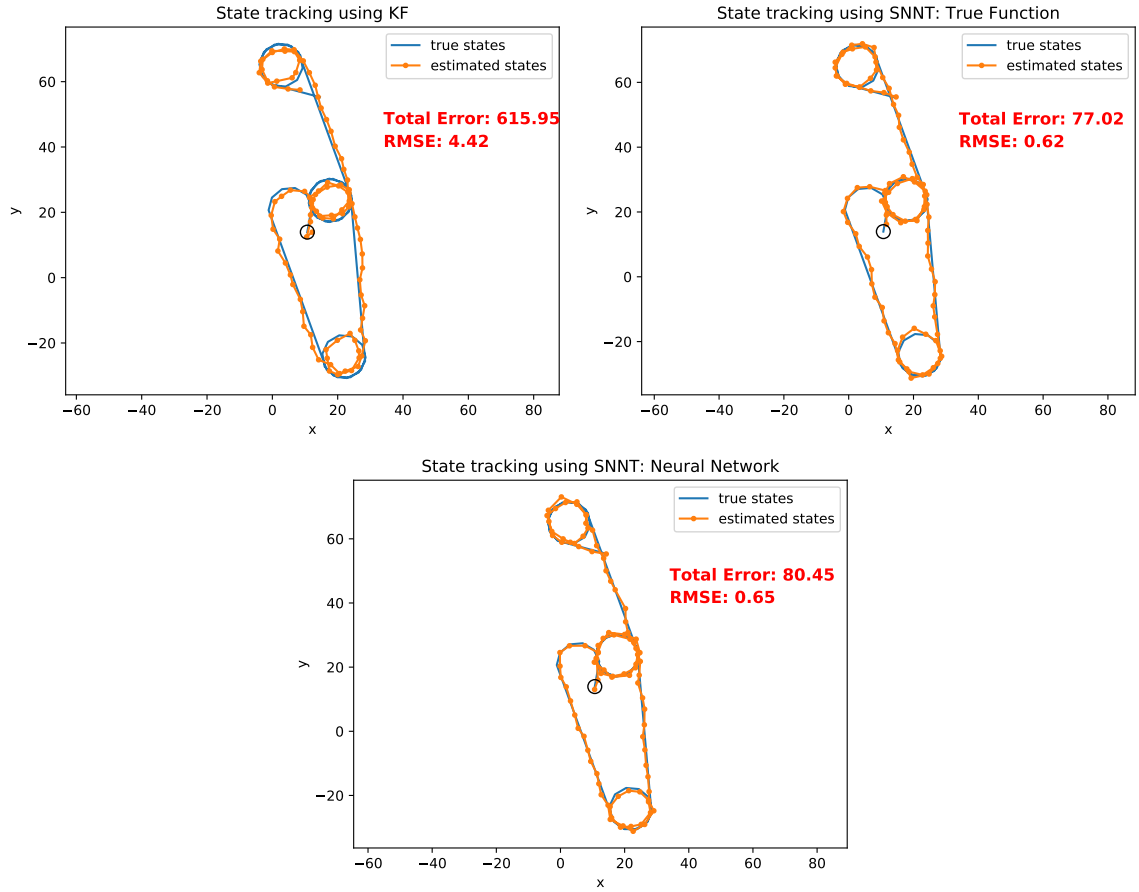 State tracking using KF
true states
estimated states
Total Error: 615.95
RMSE: 4.42
60
40
20
0
−20
y
−60
−40
−20
0
20
40
60
80
x
State tracking using SNNT: True Function
true states
estimated states
Total Error: 77.02
RMSE: 0.62
60
40
20
0
−20
y
−60
−40
−20
0
20
40
60
80
x
State tracking using SNNT: Neural Network
true states
estimated states
Total Error: 80.45
RMSE: 0.65
60
40
20
0
−20
y
−60
−40
−20
0
20
40
60
80
x